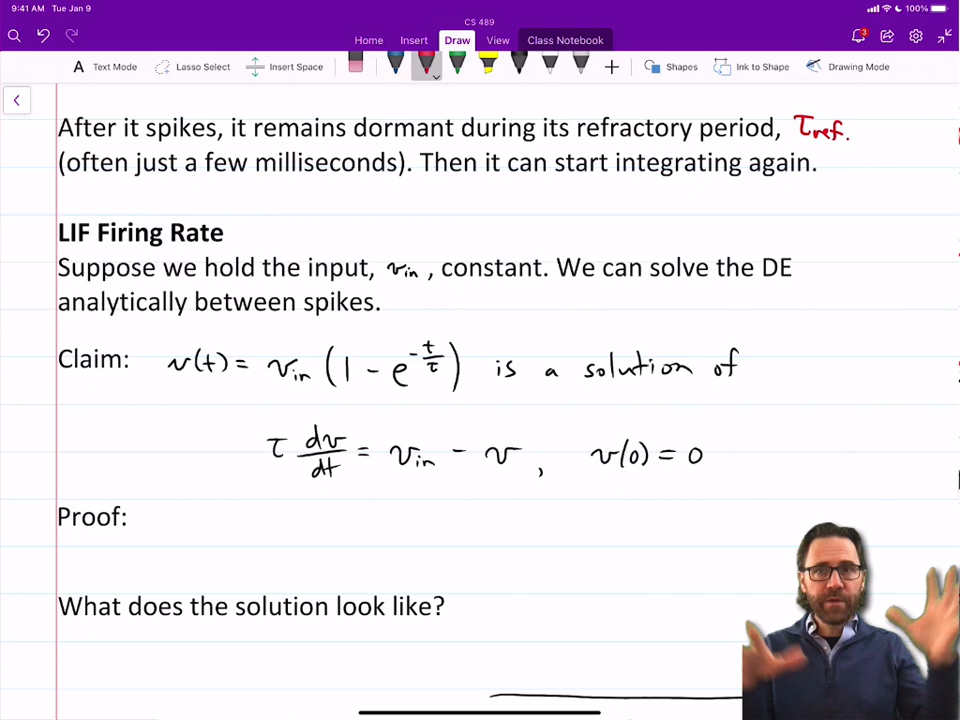 9:41 AM Tue Jan 9
100%
CS 489
Home Insert Draw View Class Notebook
3
A Text Mode Lasso Select Insert Space Shapes Ink to Shape Drawing Mode
After it spikes, it remains dormant during its refractory period, τref.
(often just a few milliseconds). Then it can start integrating again.
LIF Firing Rate
Suppose we hold the input, vin, constant. We can solve the DE
analytically between spikes.
Claim: v(t) = vin (1 - e^(-t/τ)) is a solution of
τ dv/dt = vin - v, v(0) = 0
Proof:
What does the solution look like?